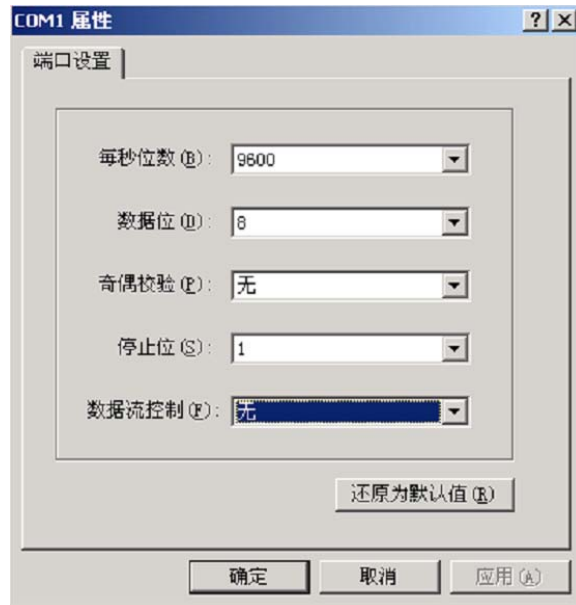 COM1 属性
端口设置
每秒位数(B): 9600
数据位(D): 8
奇偶校验(P): 无
停止位(S): 1
数据流控制(F): 无
还原为默认值(R)
确定 取消 应用(A)